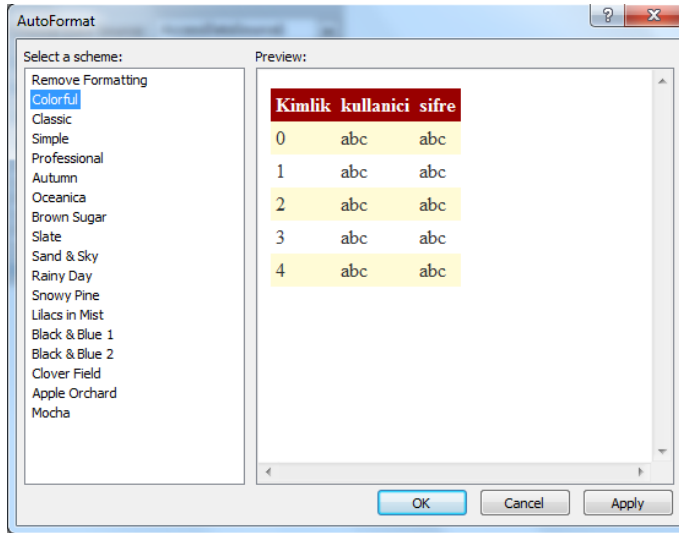 AutoFormat
Select a scheme:
Remove Formatting
Colorful
Classic
Simple
Professional
Autumn
Oceanica
Brown Sugar
Slate
Sand & Sky
Rainy Day
Snowy Pine
Lilacs in Mist
Black & Blue 1
Black & Blue 2
Clover Field
Apple Orchard
Mocha
Preview:
Kimlik kullanici sifre
0 abc abc
1 abc abc
2 abc abc
3 abc abc
4 abc abc
OK Cancel Apply